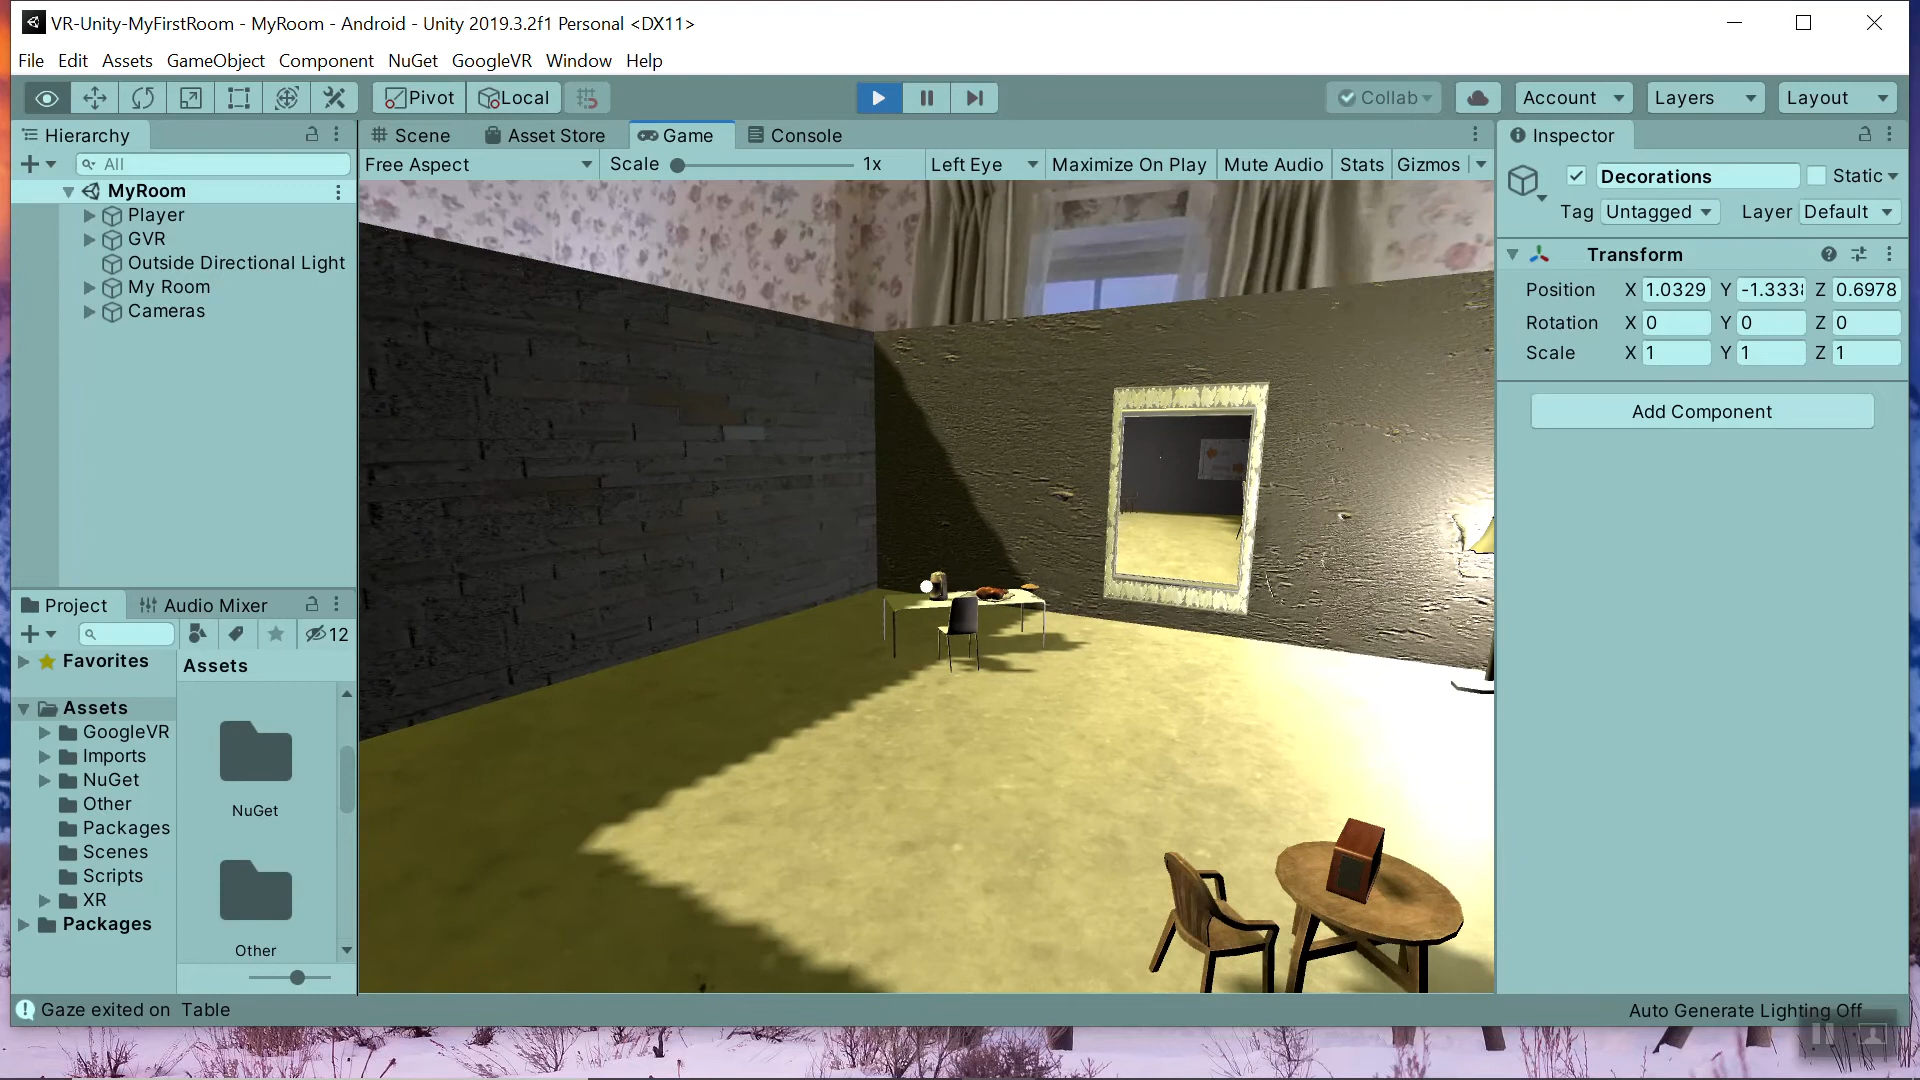 VR-Unity-MyFirstRoom - MyRoom - Android - Unity 2019.3.2f1 Personal <DX11>
File Edit Assets GameObject Component NuGet GoogleVR Window Help
Pivot Local Collab Account Layers Layout
Hierarchy Scene Asset Store Game Console Inspector
All Free Aspect Scale 1x Left Eye Maximize On Play Mute Audio Stats Gizmos
MyRoom
Player
GVR
Outside Directional Light
My Room
Cameras
Decorations Static
Tag Untagged Layer Default
Transform
Position X 1.0329 Y -1.333 Z 0.6978
Rotation X 0 Y 0 Z 0
Scale X 1 Y 1 Z 1
Add Component
Project Audio Mixer
12
Favorites
Assets
GoogleVR
Imports
NuGet
Other
Packages
Scenes
Scripts
XR
Packages
Assets
NuGet
Other
Gaze exited on Table
Auto Generate Lighting Off